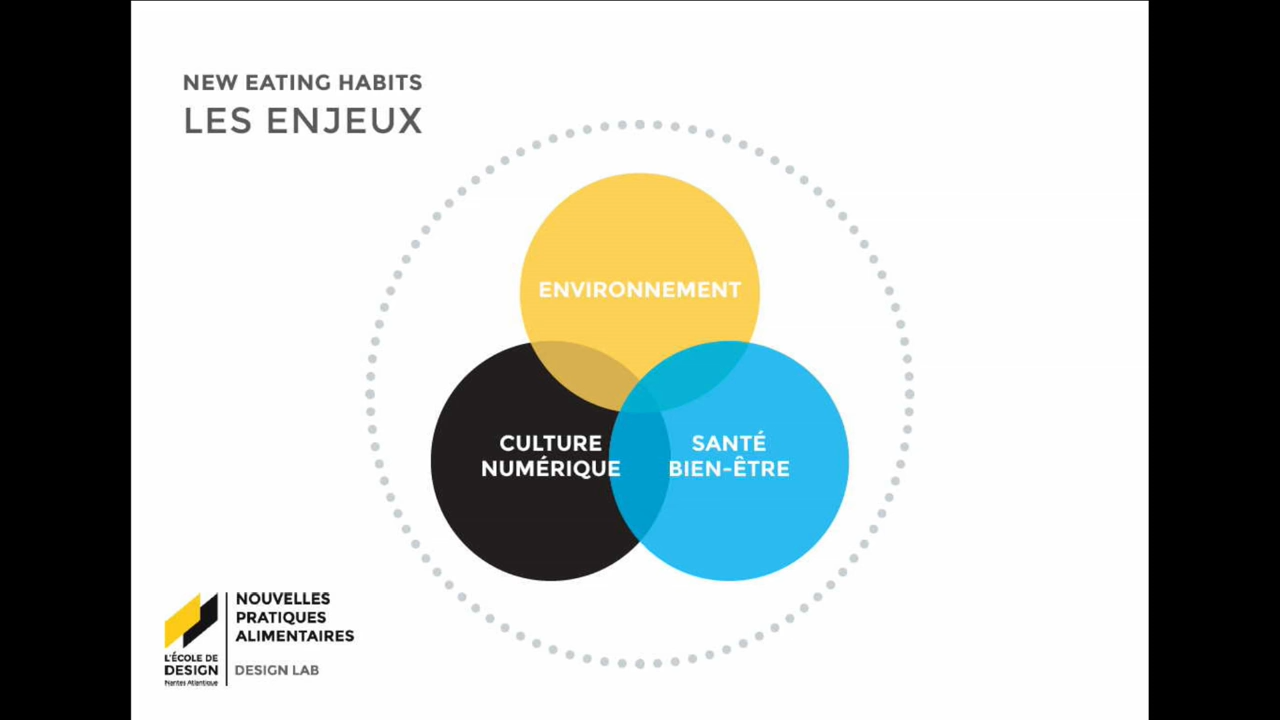 NEW EATING HABITS
LES ENJEUX
ENVIRONNEMENT
CULTURE
NUMÉRIQUE
SANTÉ
BIEN-ÊTRE
NOUVELLES
PRATIQUES
ALIMENTAIRES
DESIGN LAB
L'ÉCOLE DE
DESIGN
Nantes Atlantique